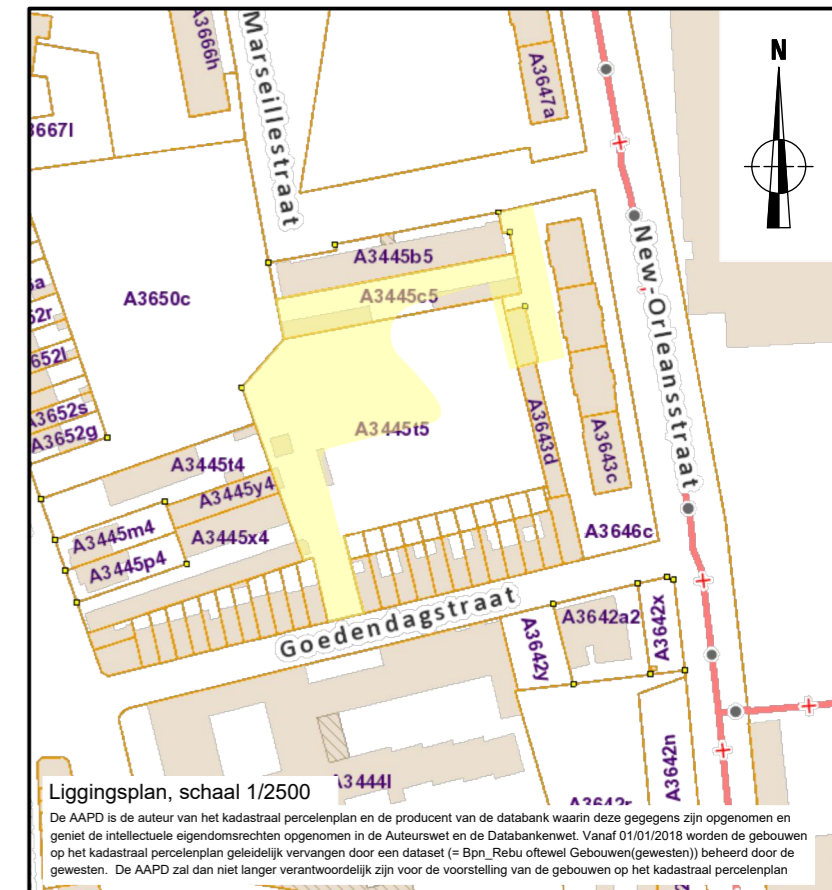 A3666h
Marseillestraat
A3647a
N
3667l
A3445b5
A3650c
A3445c5
New-Orleansstraat
52r
652l
A3652s
A3652g
A3445t5
A3445t4
A3643d
A3643c
A3445y4
A3445m4
A3445x4
A3646c
A3445p4
Goedendagstraat
A3642a2
A3642x
A3642y
A3642n
A3444l
A3642r
Liggingsplan, schaal 1/2500
De AAPD is de auteur van het kadastraal percelenplan en de producent van de databank waarin deze gegegens zijn opgenomen en
geniet de intellectuele eigendomsrechten opgenomen in de Auteurswet en de Databankenwet. Vanaf 01/01/2018 worden de gebouwen
op het kadastraal percelenplan geleidelijk vervangen door een dataset (= Bpn_Rebu oftewel Gebouwen(gewesten)) beheerd door de
gewesten. De AAPD zal dan niet langer verantwoordelijk zijn voor de voorstelling van de gebouwen op het kadastraal percelenplan